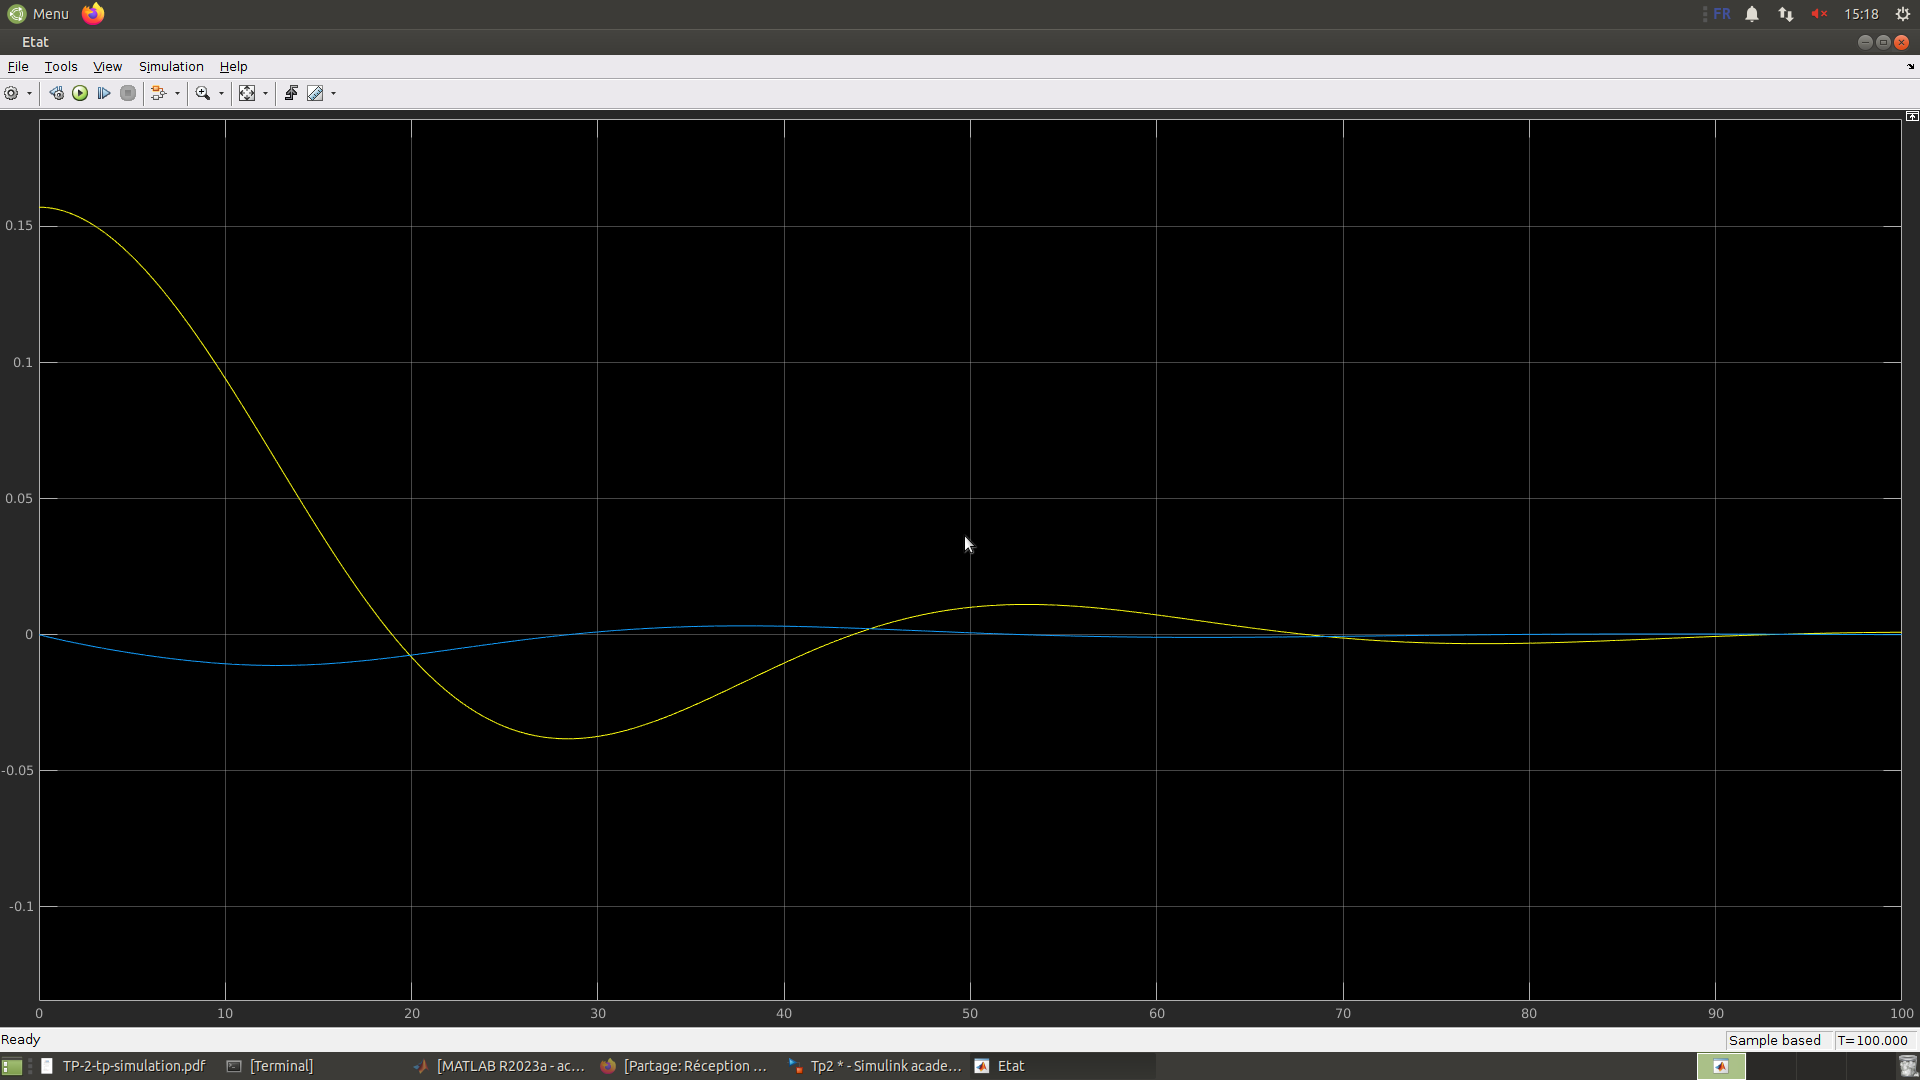 Menu FR 15:18
Etat
File Tools View Simulation Help
0.15
0.1
0.05
0
-0.05
-0.1
0 10 20 30 40 50 60 70 80 90 100
Ready Sample based T=100.000
TP-2-tp-simulation.pdf [Terminal] [MATLAB R2023a - ac... [Partage: Réception ... Tp2 * - Simulink acade... Etat